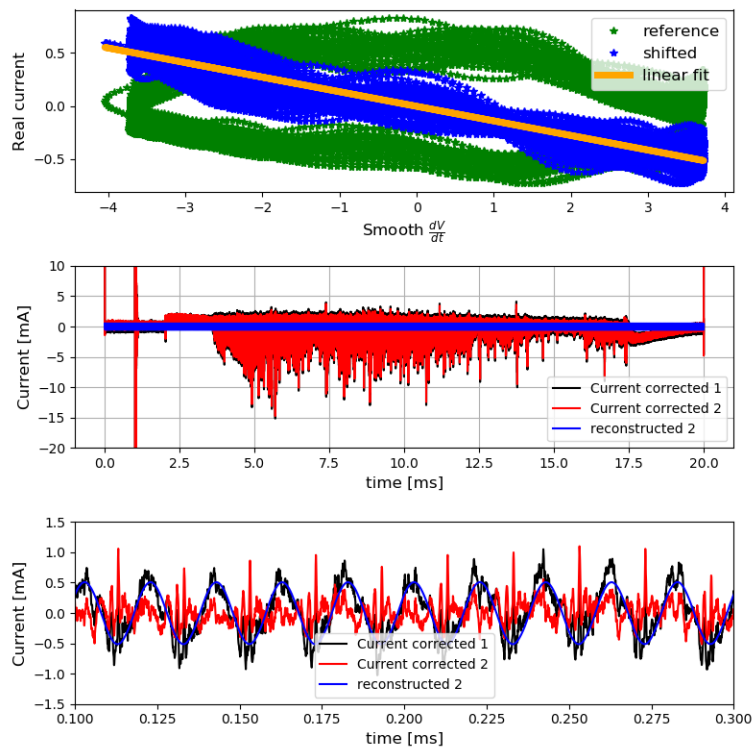 reference
shifted
linear fit
0.5
0.0
−0.5
Real current
−4 −3 −2 −1 0 1 2 3 4
Smooth dV/dt
10
5
0
−5
−10
−15
−20
Current [mA]
Current corrected 1
Current corrected 2
reconstructed 2
0.0 2.5 5.0 7.5 10.0 12.5 15.0 17.5 20.0
time [ms]
1.5
1.0
0.5
0.0
−0.5
−1.0
−1.5
Current [mA]
Current corrected 1
Current corrected 2
reconstructed 2
0.100 0.125 0.150 0.175 0.200 0.225 0.250 0.275 0.300
time [ms]